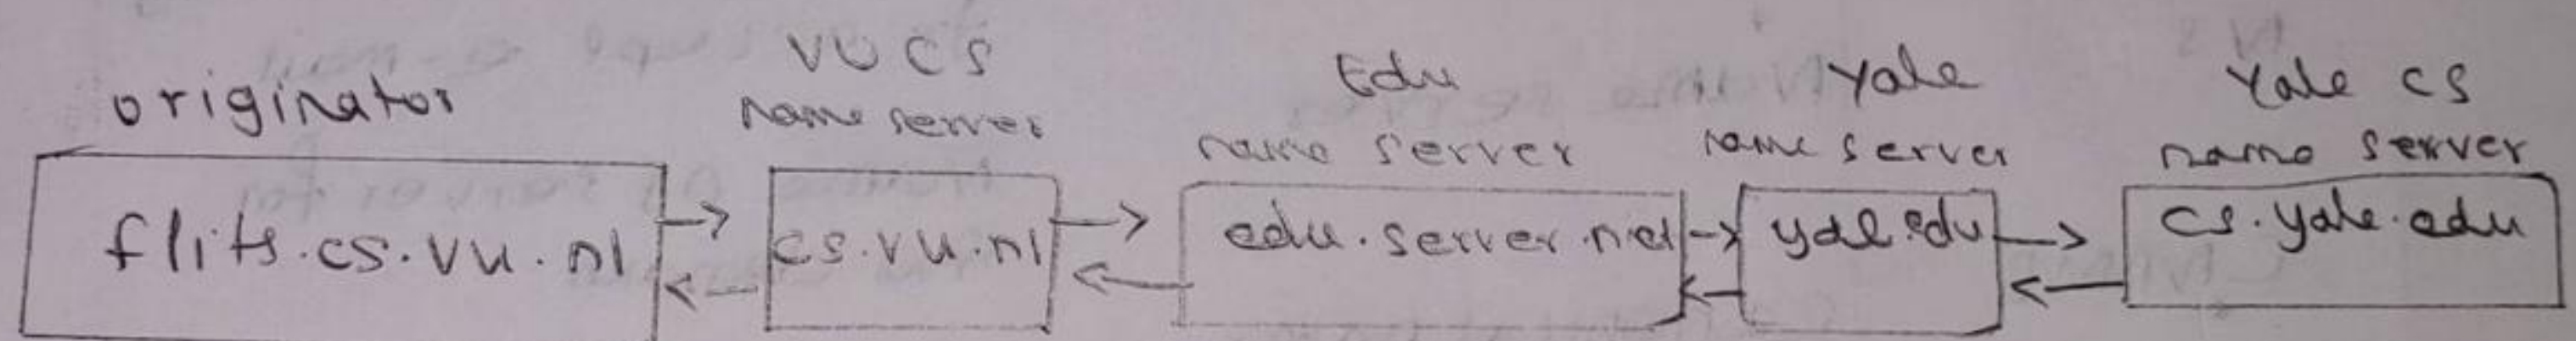 originator
VU CS
name server
Edu
name server
Yale
name server
Yale CS
name server
flits.cs.vu.nl
cs.vu.nl
edu.server.net
yale.edu
cs.yale.edu